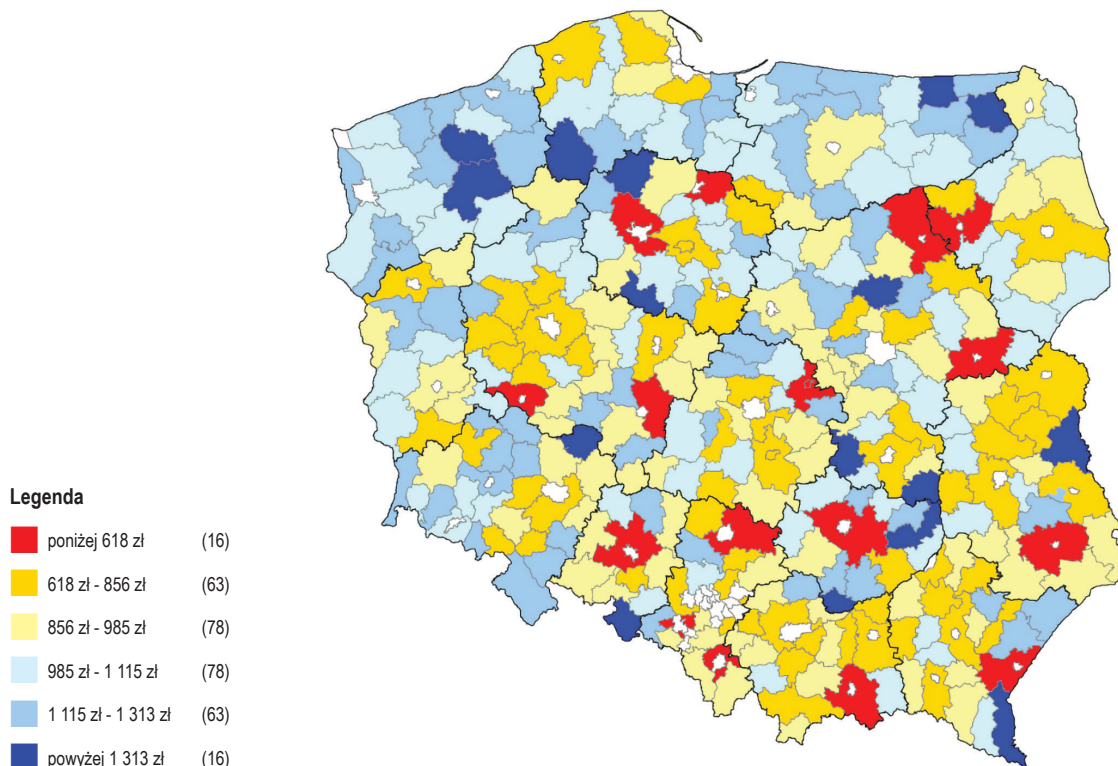 Legenda
poniżej 618 zł (16)
618 zł - 856 zł (63)
856 zł - 985 zł (78)
985 zł - 1 115 zł (78)
1 115 zł - 1 313 zł (63)
powyżej 1 313 zł (16)